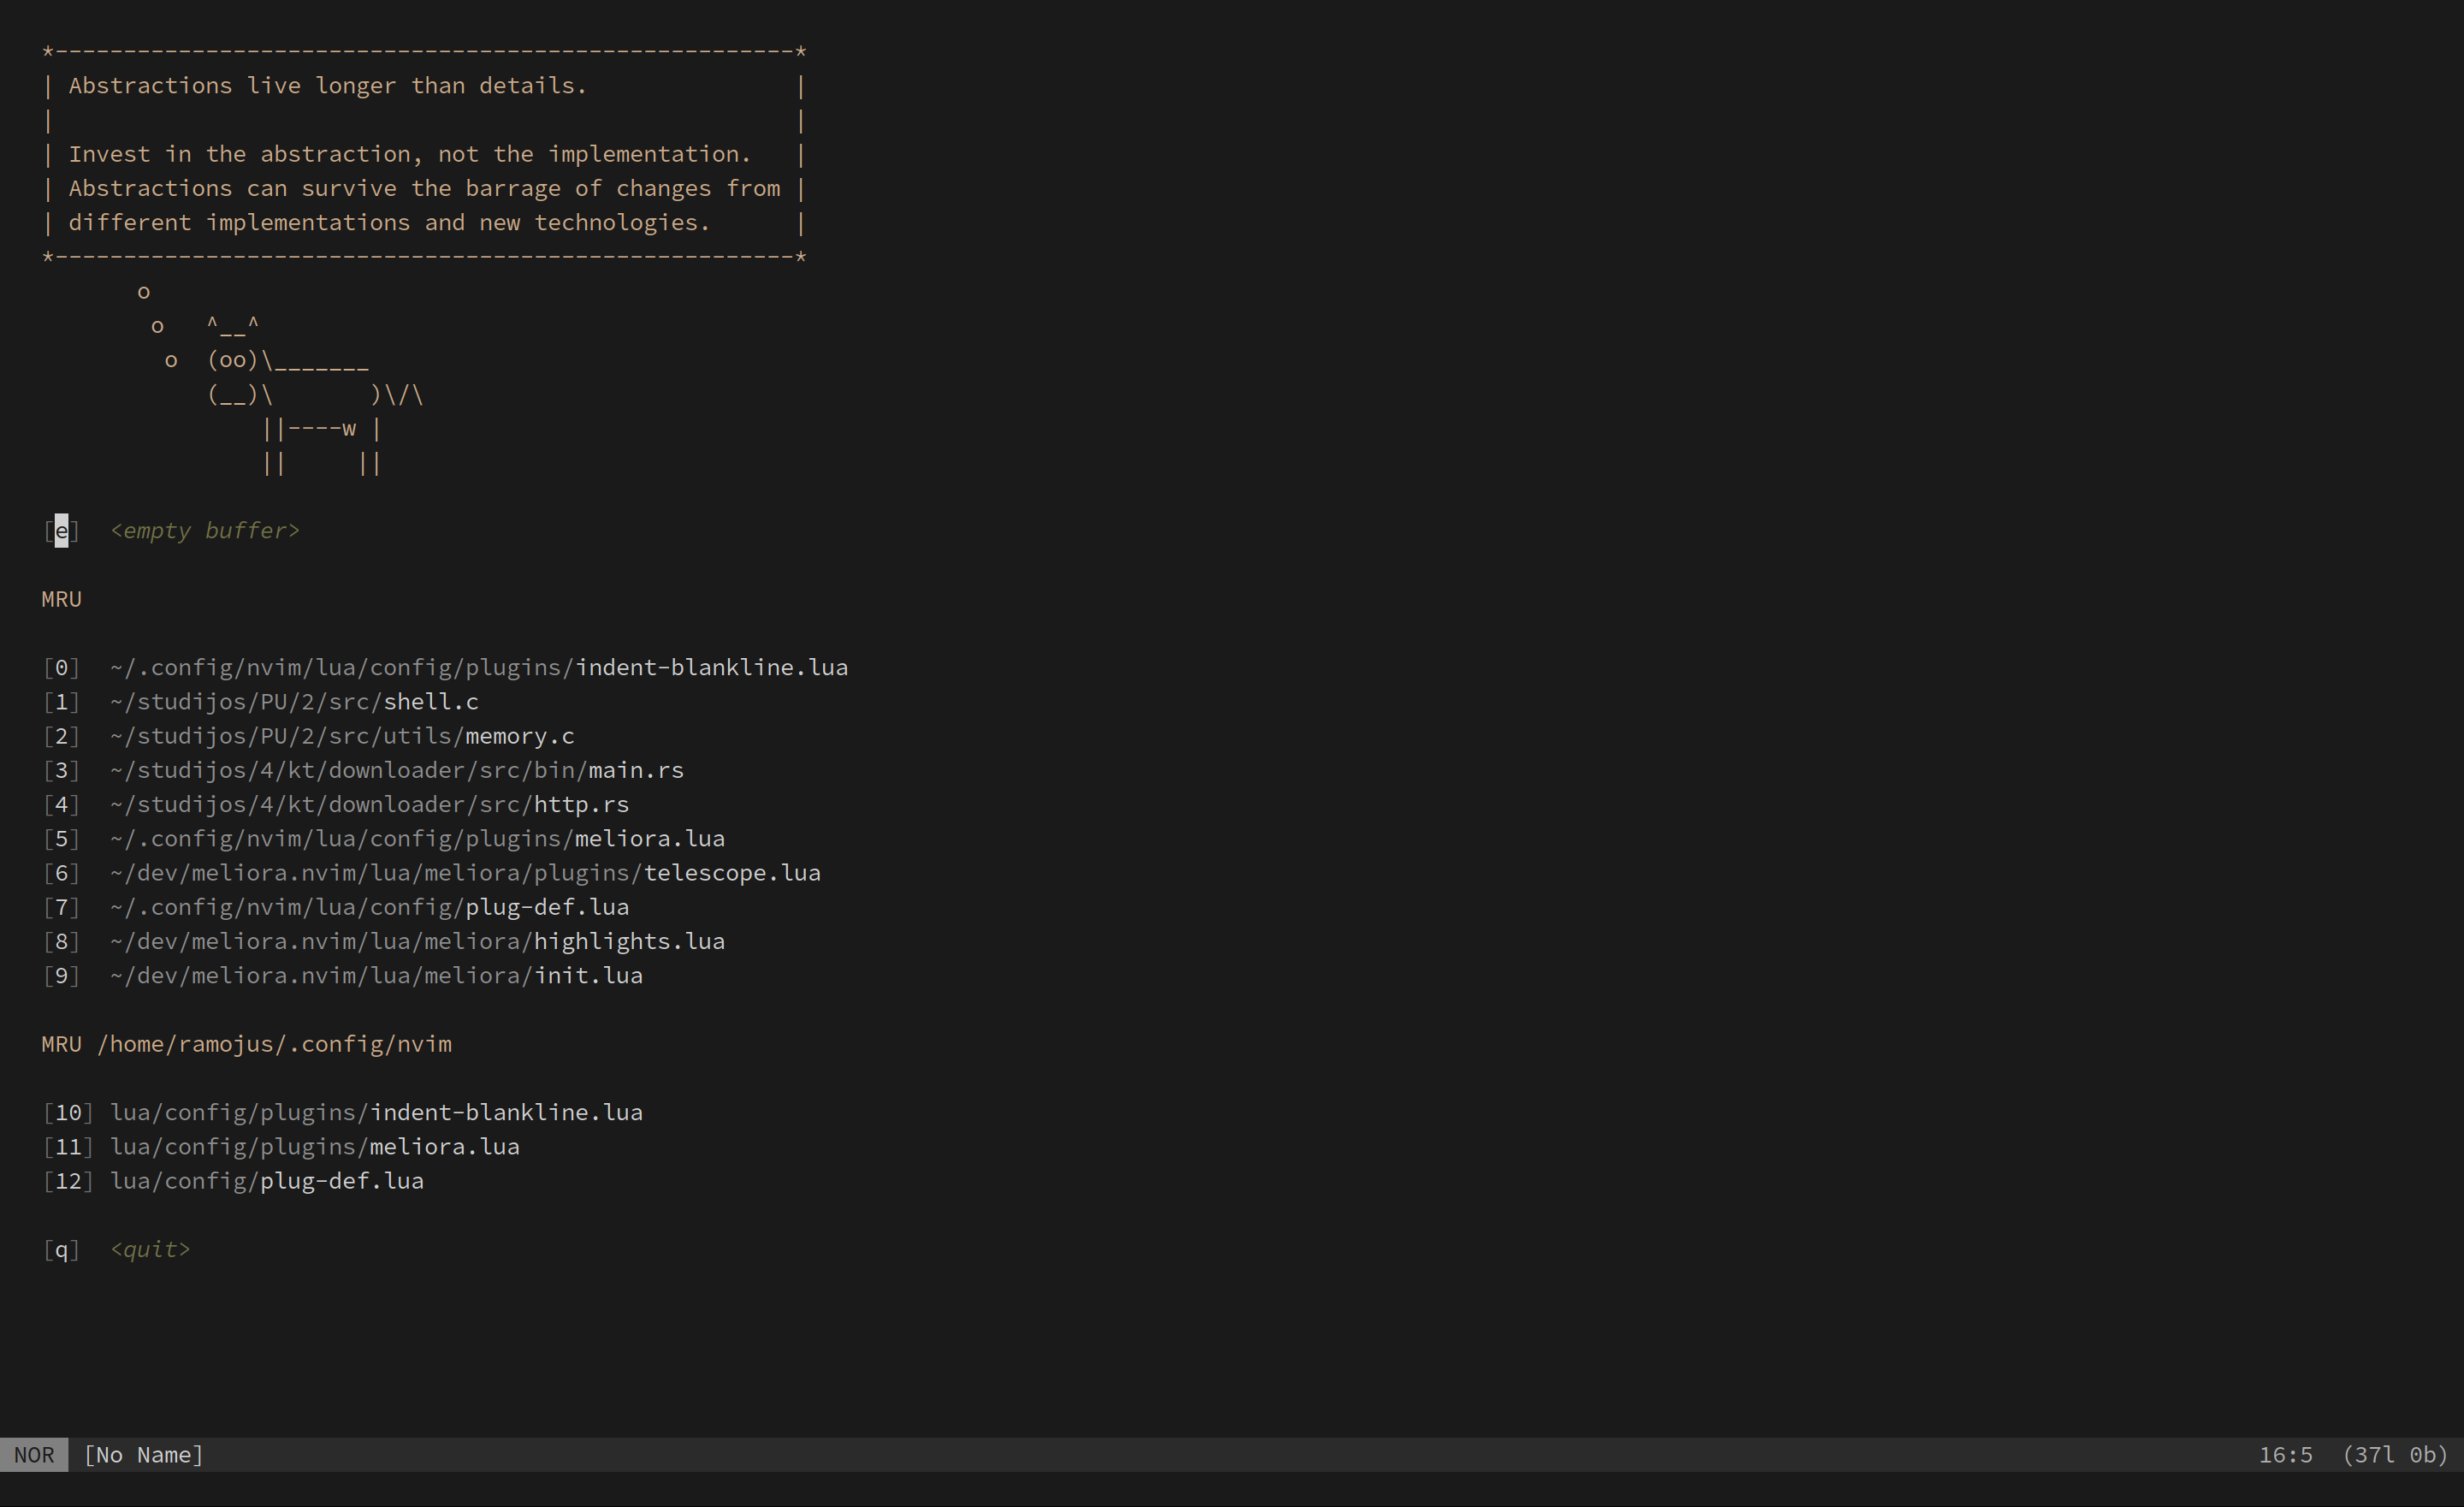 *------------------------------------------------------*
| Abstractions live longer than details.               |
|                                                      |
| Invest in the abstraction, not the implementation.   |
| Abstractions can survive the barrage of changes from |
| different implementations and new technologies.      |
*------------------------------------------------------*
       o
        o   ^__^
         o  (oo)\_______
            (__)\       )\/\
                ||----w |
                ||     ||
[e]  <empty buffer>
MRU
[0]  ~/.config/nvim/lua/config/plugins/indent-blankline.lua
[1]  ~/studijos/PU/2/src/shell.c
[2]  ~/studijos/PU/2/src/utils/memory.c
[3]  ~/studijos/4/kt/downloader/src/bin/main.rs
[4]  ~/studijos/4/kt/downloader/src/http.rs
[5]  ~/.config/nvim/lua/config/plugins/meliora.lua
[6]  ~/dev/meliora.nvim/lua/meliora/plugins/telescope.lua
[7]  ~/.config/nvim/lua/config/plug-def.lua
[8]  ~/dev/meliora.nvim/lua/meliora/highlights.lua
[9]  ~/dev/meliora.nvim/lua/meliora/init.lua
MRU /home/ramojus/.config/nvim
[10] lua/config/plugins/indent-blankline.lua
[11] lua/config/plugins/meliora.lua
[12] lua/config/plug-def.lua
[q]  <quit>
NOR [No Name] 16:5  (37l 0b)